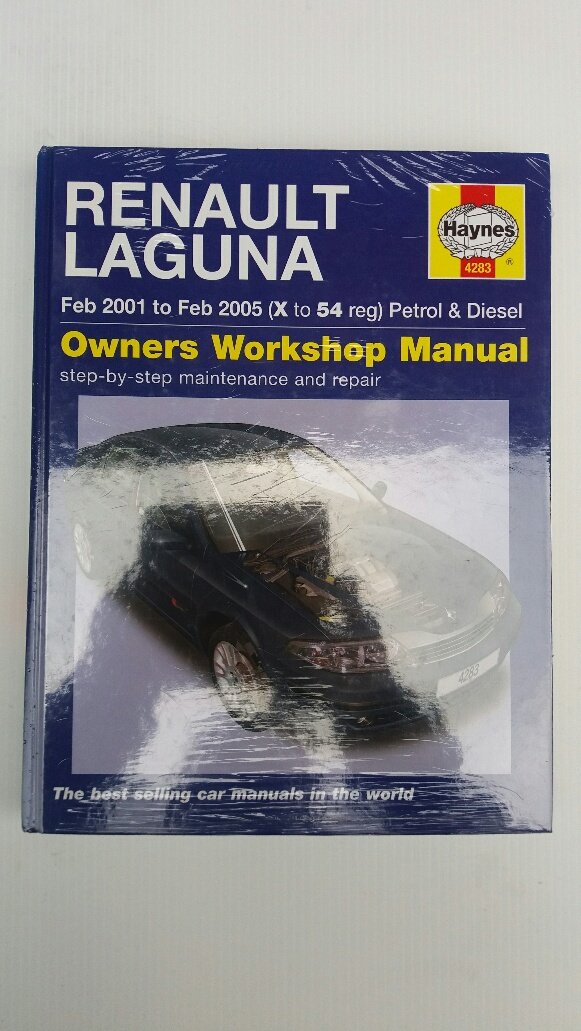 RENAULT
LAGUNA
Haynes
4283
®
Feb 2001 to Feb 2005 (X to 54 reg) Petrol & Diesel
Owners Workshop Manual
step-by-step maintenance and repair
4283
The best selling car manuals in the world